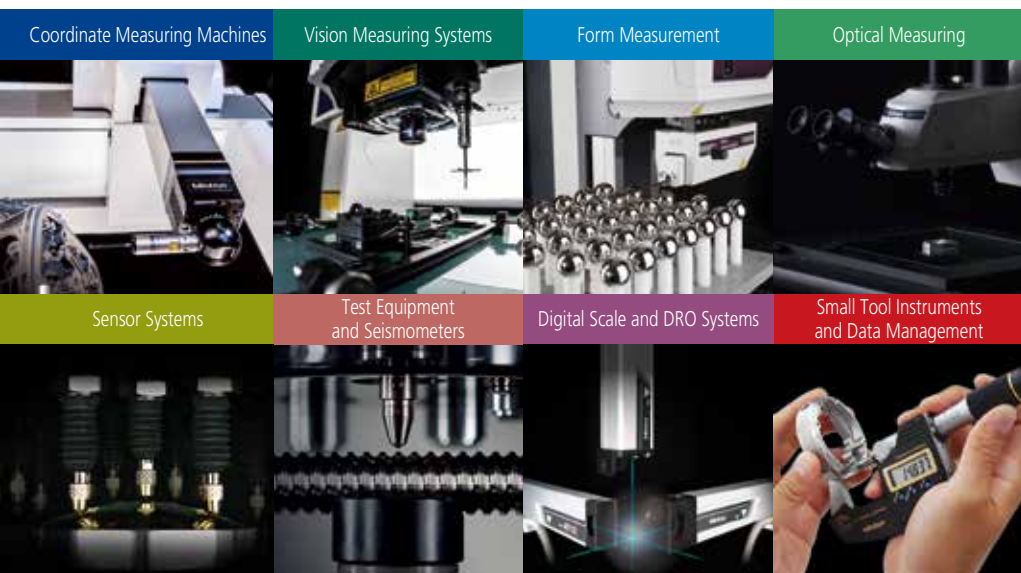 Coordinate Measuring Machines
Vision Measuring Systems
Form Measurement
Optical Measuring
Sensor Systems
Test Equipment
and Seismometers
Digital Scale and DRO Systems
Small Tool Instruments
and Data Management